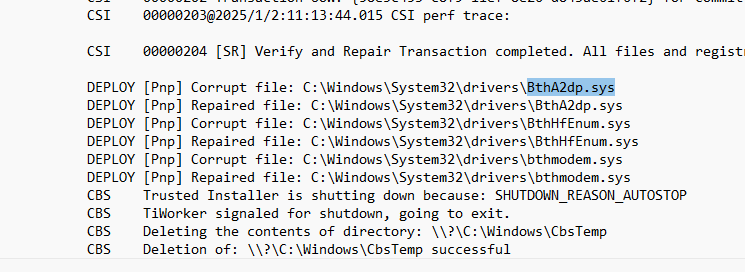 CSI 00000203@2025/1/2:11:13:44.015 CSI perf trace:
CSI 00000204 [SR] Verify and Repair Transaction completed. All files and regist
DEPLOY [Pnp] Corrupt file: C:\Windows\System32\drivers\BthA2dp.sys
DEPLOY [Pnp] Repaired file: C:\Windows\System32\drivers\BthA2dp.sys
DEPLOY [Pnp] Corrupt file: C:\Windows\System32\drivers\BthHfEnum.sys
DEPLOY [Pnp] Repaired file: C:\Windows\System32\drivers\BthHfEnum.sys
DEPLOY [Pnp] Corrupt file: C:\Windows\System32\drivers\bthmodem.sys
DEPLOY [Pnp] Repaired file: C:\Windows\System32\drivers\bthmodem.sys
CBS Trusted Installer is shutting down because: SHUTDOWN_REASON_AUTOSTOP
CBS TiWorker signaled for shutdown, going to exit.
CBS Deleting the contents of directory: \\?\C:\Windows\CbsTemp
CBS Deletion of: \\?\C:\Windows\CbsTemp successful